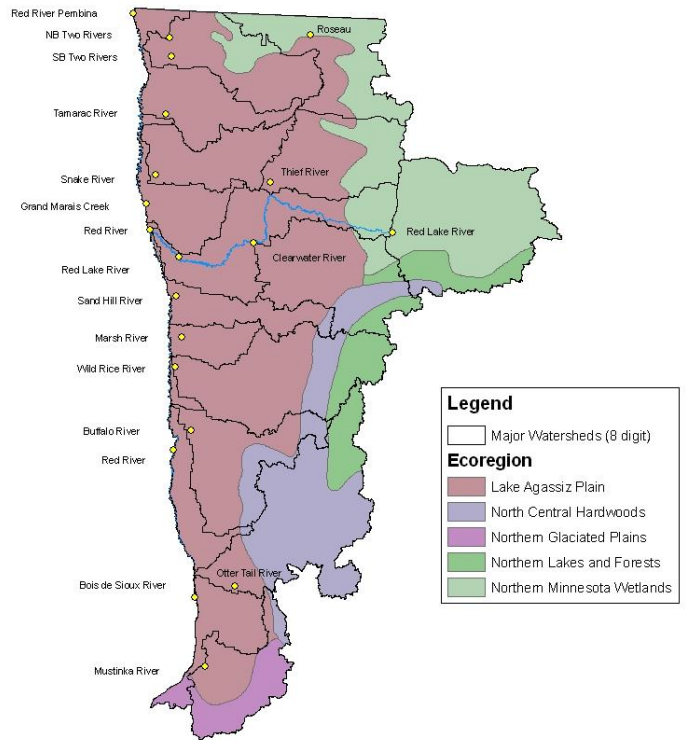 Red River Pembina
NB Two Rivers
Roseau
SB Two Rivers
Tamarac River
Thief River
Snake River
Grand Marais Creek
Red River
Red Lake River
Clearwater River
Red Lake River
Sand Hill River
Marsh River
Wild Rice River
Buffalo River
Red River
Otter Tail River
Bois de Sioux River
Mustinka River
Legend
Major Watersheds (8 digit)
Ecoregion
Lake Agassiz Plain
North Central Hardwoods
Northern Glaciated Plains
Northern Lakes and Forests
Northern Minnesota Wetlands